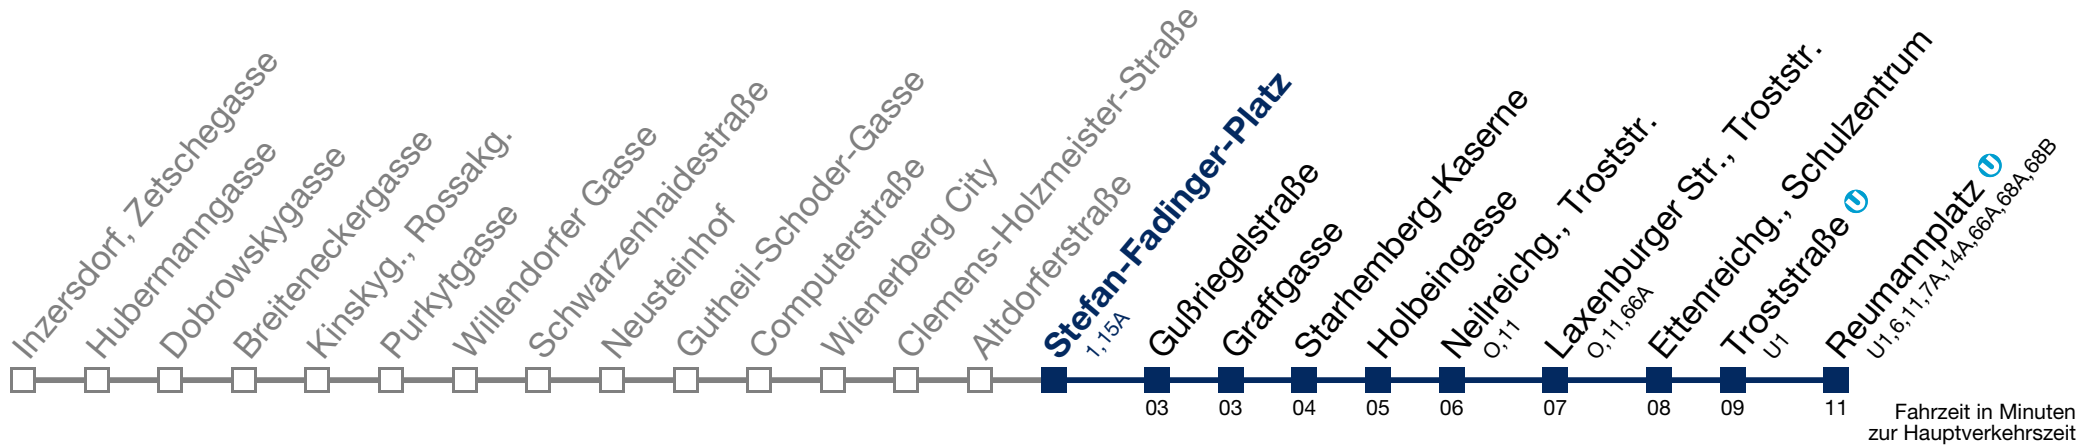 Inzersdorf, Zetschegasse
Hubermanngasse
Dobrowskygasse
Breiteneckergasse
Kinskyg., Rossakg.
Purkytgasse
Willendorfer Gasse
Schwarzenhaidestraße
Neusteinhof
Gutheil-Schoder-Gasse
Computerstraße
Wienerberg City
Clemens-Holzmeister-Straße
Altdorferstraße
Stefan-Fadinger-Platz
1,15A
Gußriegelstraße
Graffgasse
Starhemberg-Kaserne
Holbeingasse
Neilreichg., Troststr.
O,11
Laxenburger Str., Troststr.
O,11,66A
Ettenreichg., Schulzentrum
Troststraße U
U1
Reumannplatz U
U1,6,11,7A,14A,66A,68A,68B
03 03 04 05 06 07 08 09 11
Fahrzeit in Minuten
zur Hauptverkehrszeit